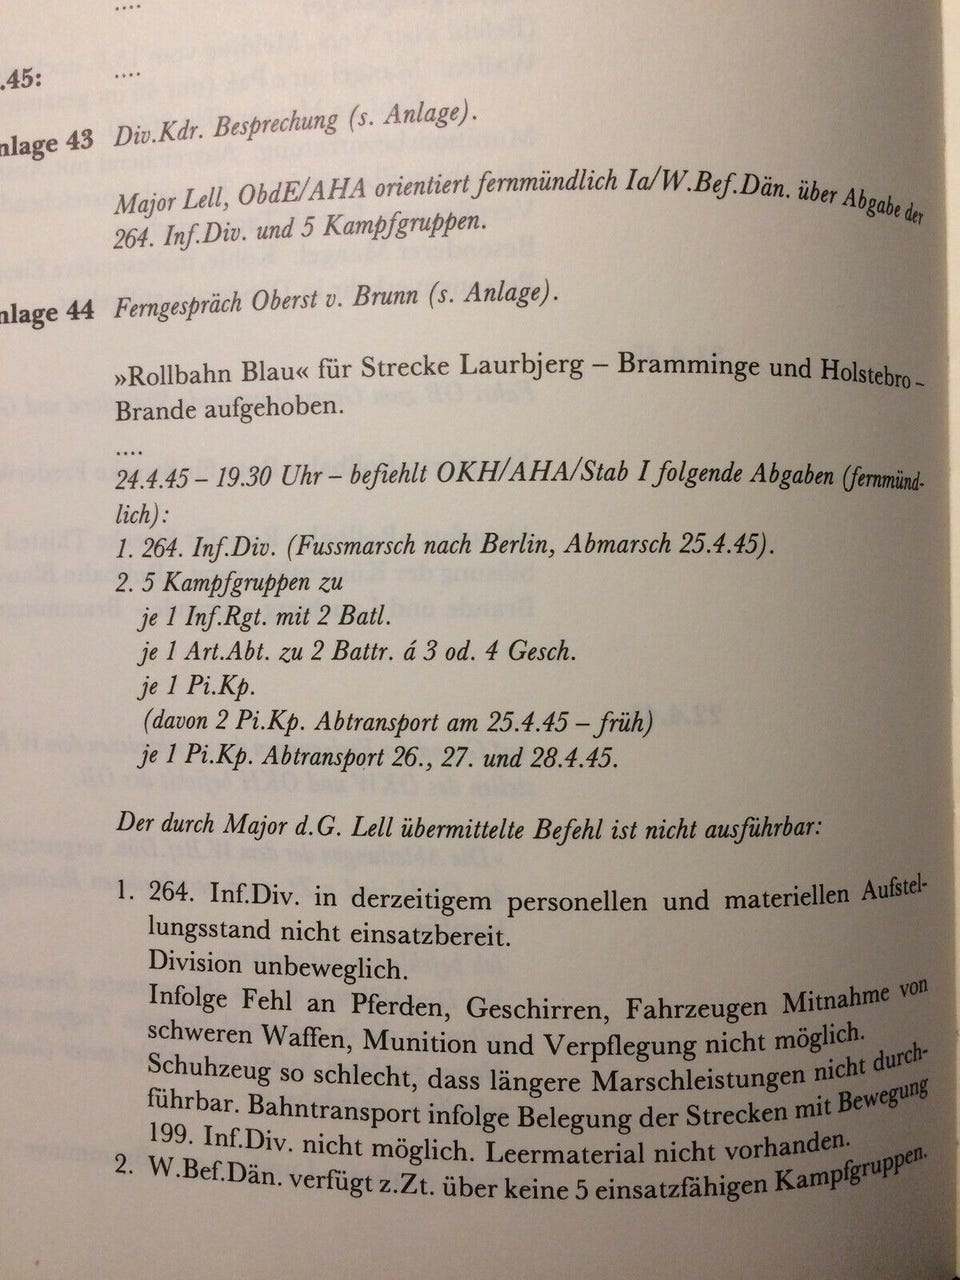 ....
.45:
....
nlage 43 Div.Kdr. Besprechung (s. Anlage).
Major Lell, ObdE/AHA orientiert fernmündlich Ia/W.Bef.Dän. über Abgabe der
264. Inf.Div. und 5 Kampfgruppen.
nlage 44 Ferngespräch Oberst v. Brunn (s. Anlage).
»Rollbahn Blau« für Strecke Laurbjerg – Bramminge und Holstebro –
Brande aufgehoben.
....
24.4.45 – 19.30 Uhr – befiehlt OKH/AHA/Stab I folgende Abgaben (fernmünd-
lich):
1. 264. Inf.Div. (Fussmarsch nach Berlin, Abmarsch 25.4.45).
2. 5 Kampfgruppen zu
je 1 Inf.Rgt. mit 2 Batl.
je 1 Art.Abt. zu 2 Battr. á 3 od. 4 Gesch.
je 1 Pi.Kp.
(davon 2 Pi.Kp. Abtransport am 25.4.45 – früh)
je 1 Pi.Kp. Abtransport 26., 27. und 28.4.45.
Der durch Major d.G. Lell übermittelte Befehl ist nicht ausführbar:
1. 264. Inf.Div. in derzeitigem personellen und materiellen Aufstel-
lungsstand nicht einsatzbereit.
Division unbeweglich.
Infolge Fehl an Pferden, Geschirren, Fahrzeugen Mitnahme von
schweren Waffen, Munition und Verpflegung nicht möglich.
Schuhzeug so schlecht, dass längere Marschleistungen nicht durch-
führbar. Bahntransport infolge Belegung der Strecken mit Bewegung
199. Inf.Div. nicht möglich. Leermaterial nicht vorhanden.
2. W.Bef.Dän. verfügt z.Zt. über keine 5 einsatzfähigen Kampfgruppen.